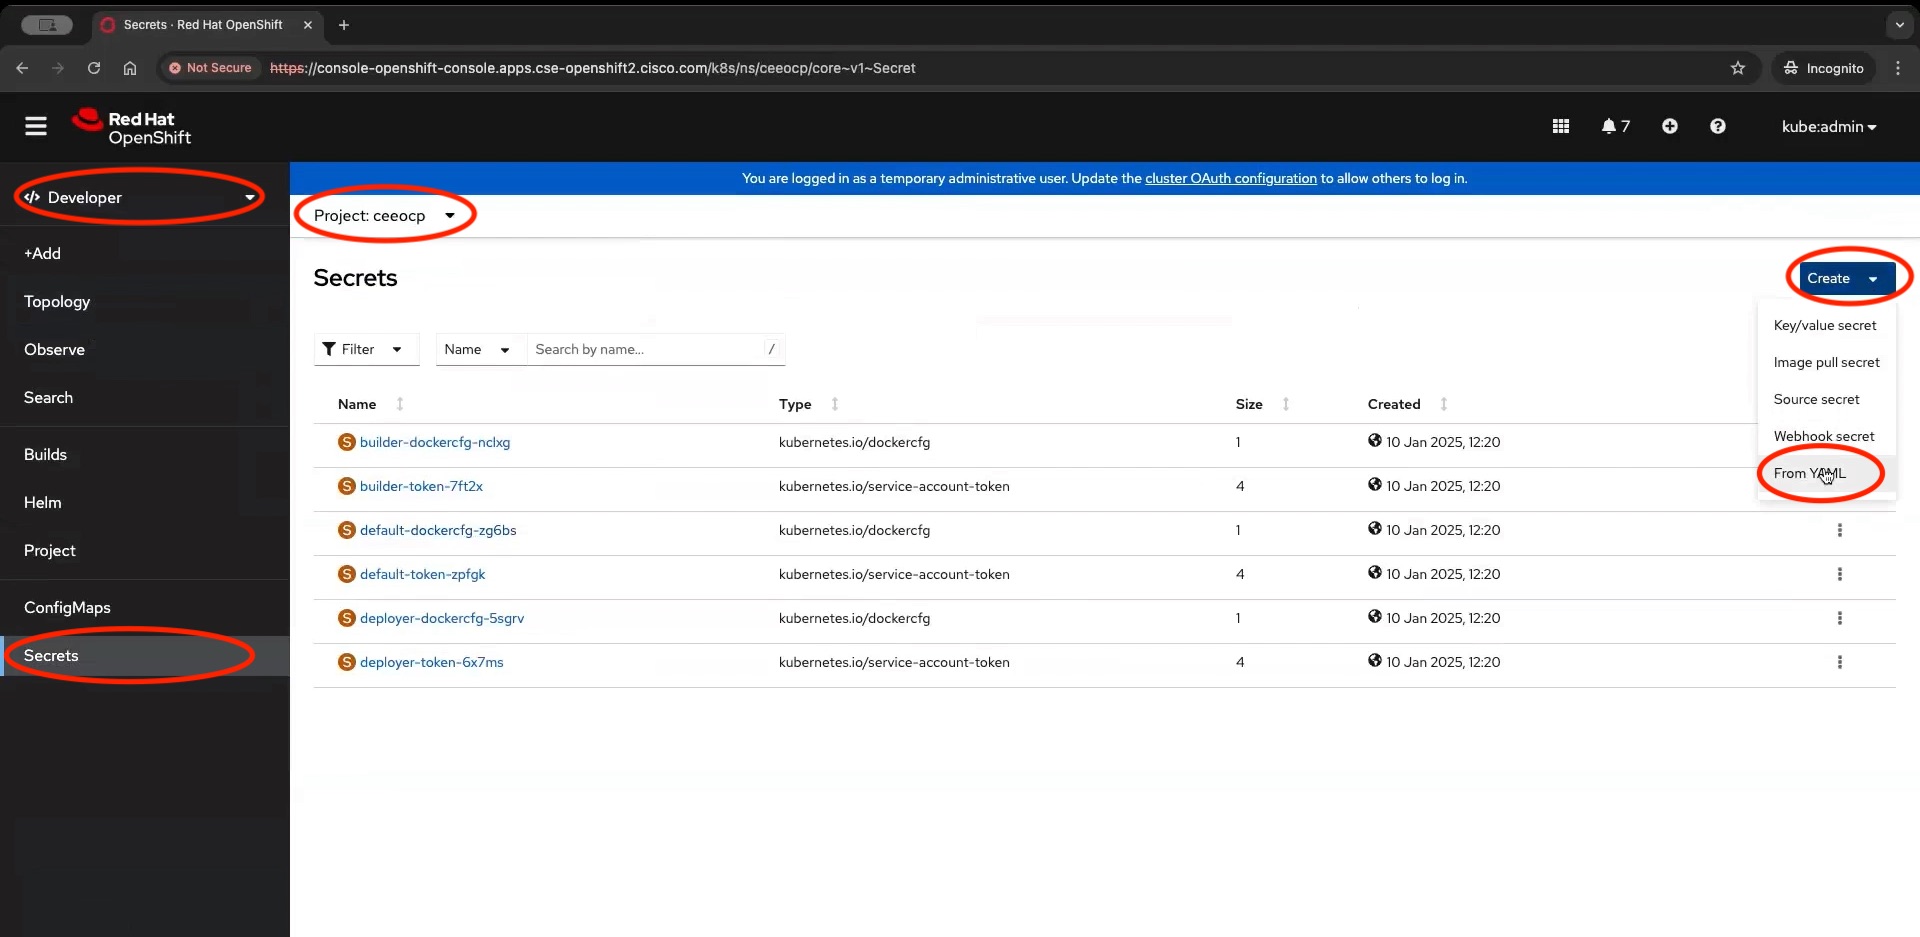 Secrets · Red Hat OpenShift
Not Secure https://console-openshift-console.apps.cse-openshift2.cisco.com/k8s/ns/ceeocp/core~v1~Secret Incognito
Red Hat
OpenShift
7
kube:admin
You are logged in as a temporary administrative user. Update the cluster OAuth configuration to allow others to log in.
</> Developer
+Add
Topology
Observe
Search
Builds
Helm
Project
ConfigMaps
Secrets
Project: ceeocp
Secrets
Create
Key/value secret
Image pull secret
Source secret
Webhook secret
From YAML
Filter Name Search by name... /
Name Type Size Created
S builder-dockercfg-nclxg kubernetes.io/dockercfg 1 10 Jan 2025, 12:20
S builder-token-7ft2x kubernetes.io/service-account-token 4 10 Jan 2025, 12:20
S default-dockercfg-zg6bs kubernetes.io/dockercfg 1 10 Jan 2025, 12:20
S default-token-zpfgk kubernetes.io/service-account-token 4 10 Jan 2025, 12:20
S deployer-dockercfg-5sgrv kubernetes.io/dockercfg 1 10 Jan 2025, 12:20
S deployer-token-6x7ms kubernetes.io/service-account-token 4 10 Jan 2025, 12:20